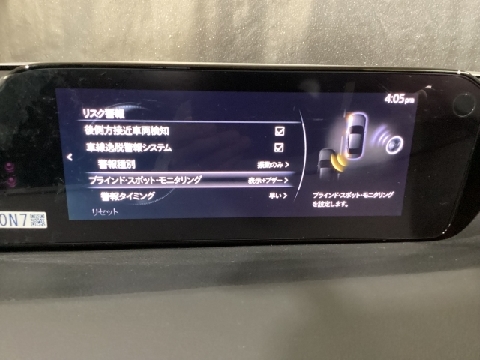 4:05pm
リスク警報
後側方接近車両検知
車線逸脱警報システム
警報種別 振動のみ >
ブラインド・スポット・モニタリング 表示+ブザー >
警報タイミング 早い >
リセット
ブラインド・スポット・モニタリング
を設定します。
ON7